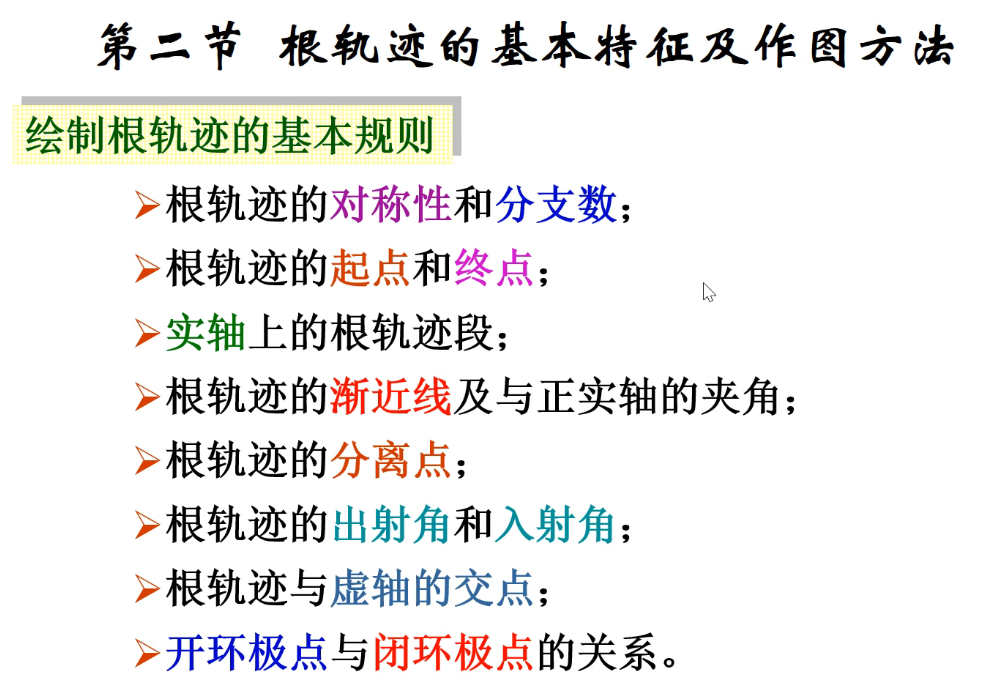 第二节 根轨迹的基本特征及作图方法
绘制根轨迹的基本规则
➢根轨迹的对称性和分支数；
➢根轨迹的起点和终点；
➢实轴上的根轨迹段；
➢根轨迹的渐近线及与正实轴的夹角；
➢根轨迹的分离点；
➢根轨迹的出射角和入射角；
➢根轨迹与虚轴的交点；
➢开环极点与闭环极点的关系。